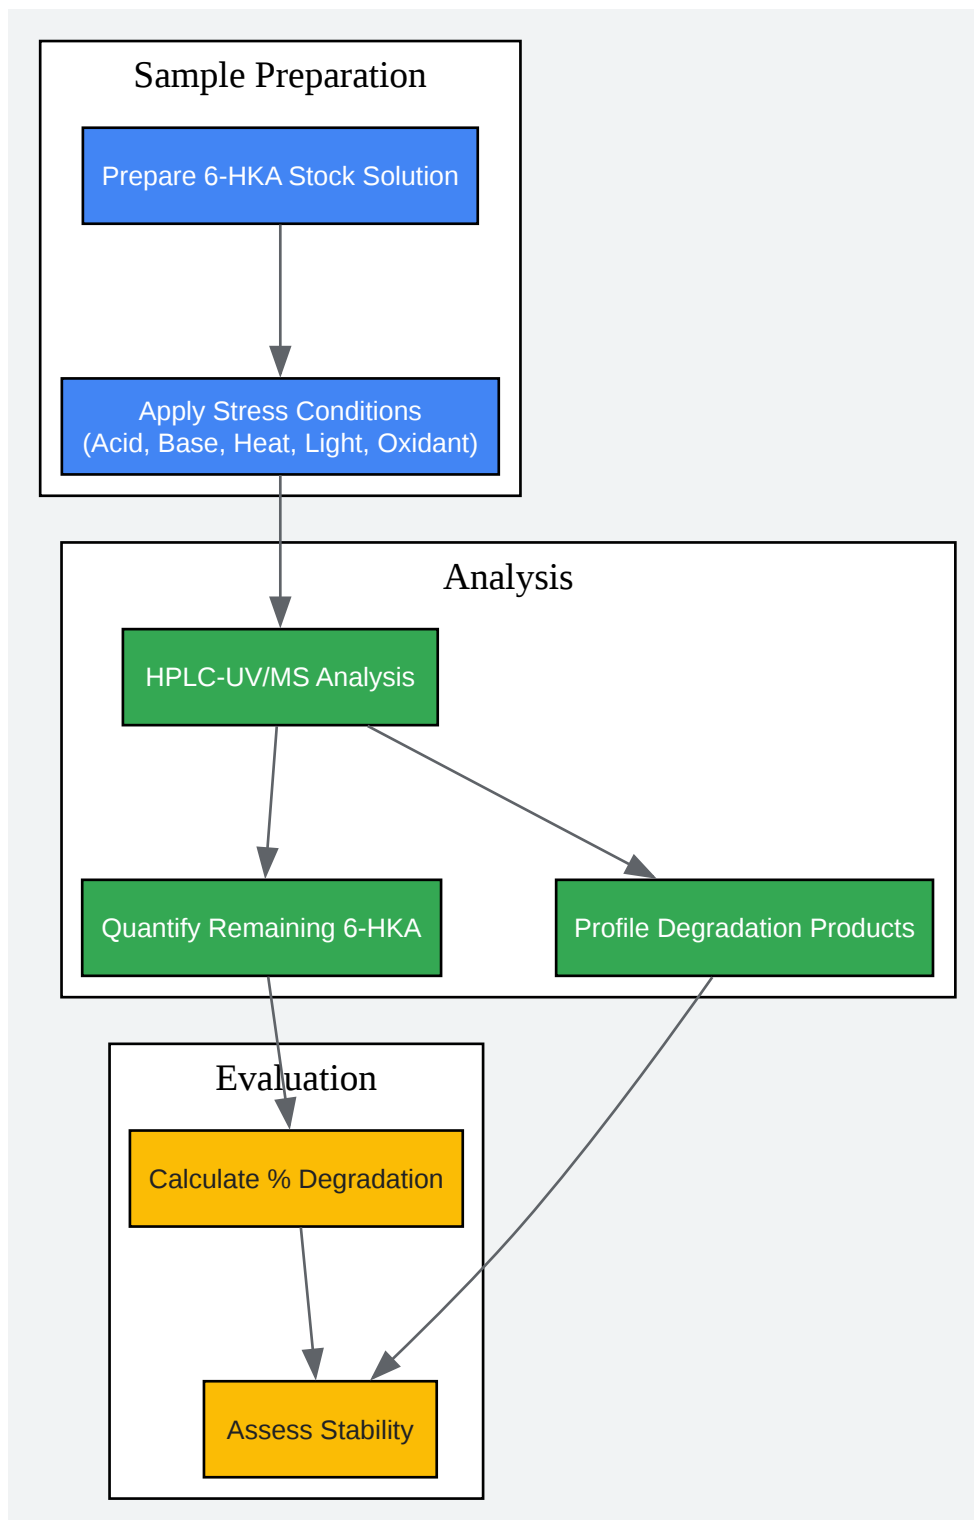 Sample Preparation
Prepare 6-HKA Stock Solution
Apply Stress Conditions
(Acid, Base, Heat, Light, Oxidant)
Analysis
HPLC-UV/MS Analysis
Quantify Remaining 6-HKA
Profile Degradation Products
Evaluation
Calculate % Degradation
Assess Stability